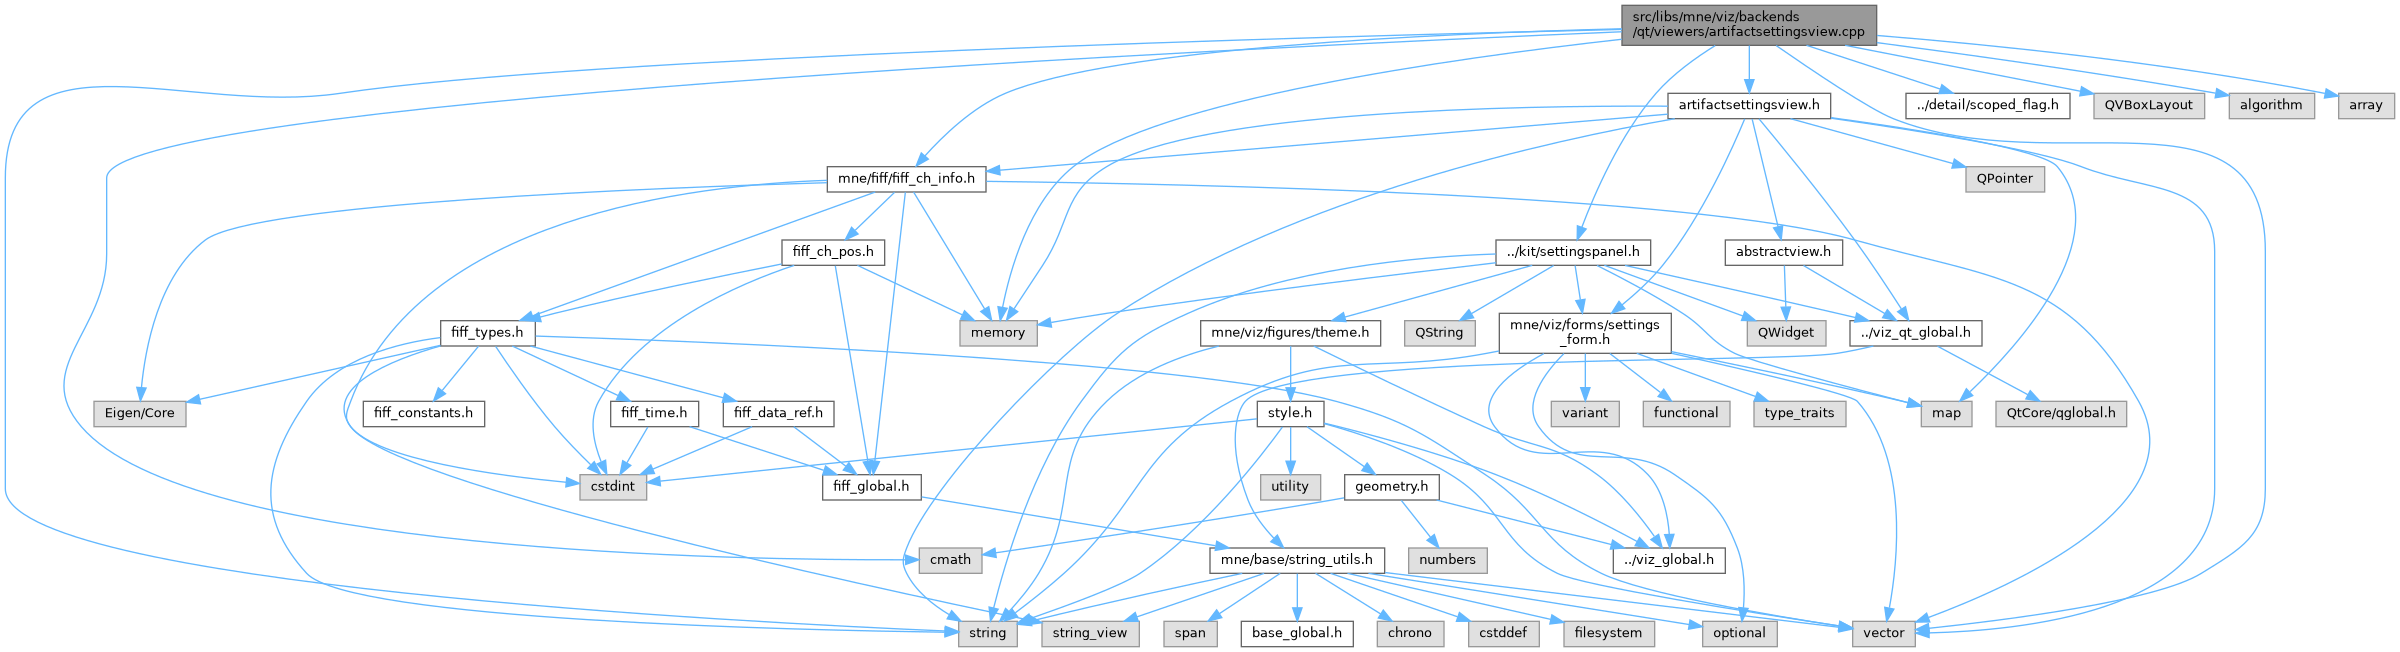 src/libs/mne/viz/backends
/qt/viewers/artifactsettingsview.cpp
artifactsettingsview.h
../detail/scoped_flag.h
QVBoxLayout
algorithm
array
mne/fiff/fiff_ch_info.h
QPointer
fiff_ch_pos.h
../kit/settingspanel.h
abstractview.h
fiff_types.h
memory
mne/viz/figures/theme.h
QString
mne/viz/forms/settings
_form.h
QWidget
../viz_qt_global.h
Eigen/Core
fiff_constants.h
fiff_time.h
fiff_data_ref.h
style.h
variant
functional
type_traits
map
QtCore/qglobal.h
cstdint
fiff_global.h
utility
geometry.h
cmath
mne/base/string_utils.h
numbers
../viz_global.h
string
string_view
span
base_global.h
chrono
cstddef
filesystem
optional
vector